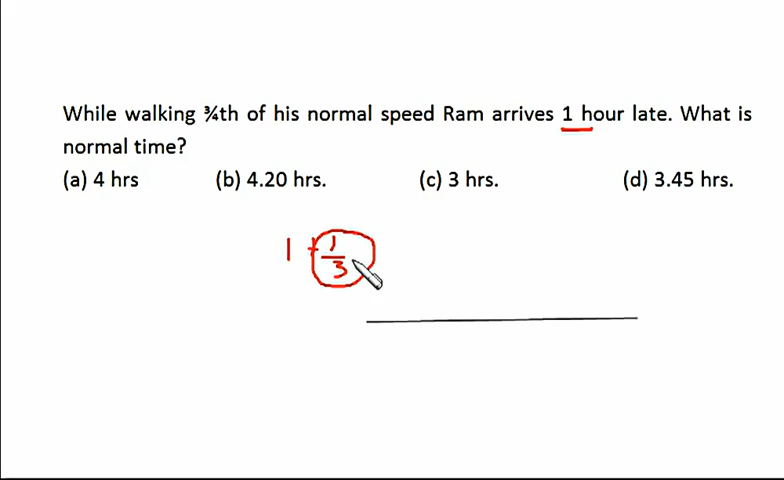 While walking ¾th of his normal speed Ram arrives 1 hour late. What is
normal time?
(a) 4 hrs (b) 4.20 hrs. (c) 3 hrs. (d) 3.45 hrs.
1 + 1/3